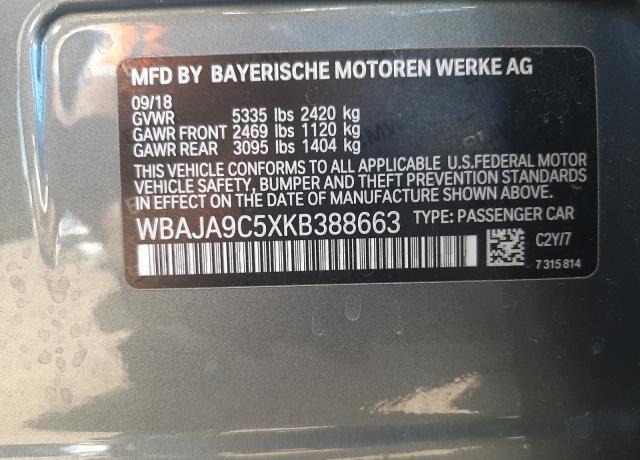 MFD BY BAYERISCHE MOTOREN WERKE AG
09/18
GVWR 5335 lbs 2420 kg
GAWR FRONT 2469 lbs 1120 kg
GAWR REAR 3095 lbs 1404 kg
THIS VEHICLE CONFORMS TO ALL APPLICABLE U.S.FEDERAL MOTOR
VEHICLE SAFETY, BUMPER AND THEFT PREVENTION STANDARDS
IN EFFECT ON THE DATE OF MANUFACTURE SHOWN ABOVE.
WBAJA9C5XKB388663 TYPE: PASSENGER CAR
C2Y/7
7 315 814